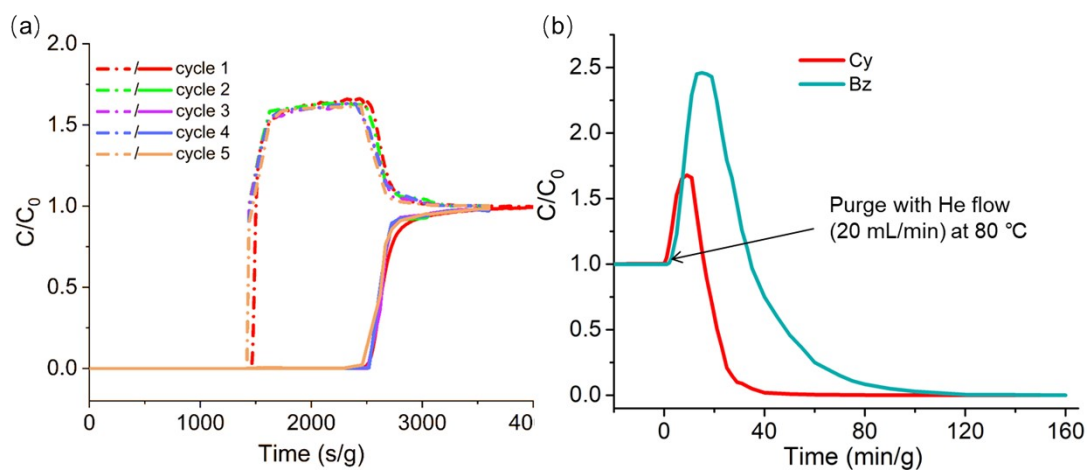 (a)
2.0
1.5
1.0
0.5
0.0
C/C0
cycle 1
cycle 2
cycle 3
cycle 4
cycle 5
0
1000
2000
3000
400
Time (s/g)
(b)
2.5
2.0
1.5
1.0
0.5
0.0
C/C0
Cy
Bz
Purge with He flow
(20 mL/min) at 80 ℃
0
40
80
120
160
Time (min/g)